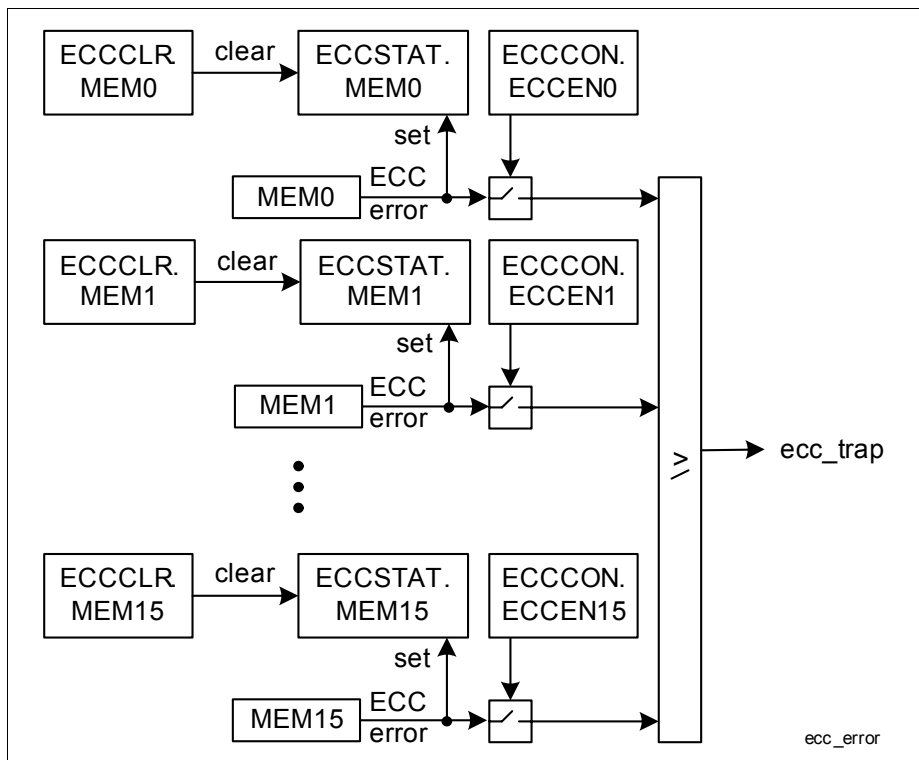 ECCCLR.
MEM0
clear
ECCSTAT.
MEM0
ECCCON.
ECCEN0
set
MEM0
ECC
error
ECCCLR.
MEM1
clear
ECCSTAT.
MEM1
ECCCON.
ECCEN1
set
MEM1
ECC
error
≥
ecc_trap
ECCCLR.
MEM15
clear
ECCSTAT.
MEM15
ECCCON.
ECCEN15
set
MEM15
ECC
error
ecc_error